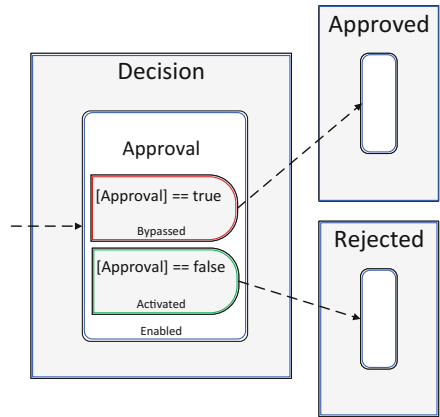 Decision
Approval
[Approval] == true
Bypassed
[Approval] == false
Activated
Enabled
Approved
Rejected